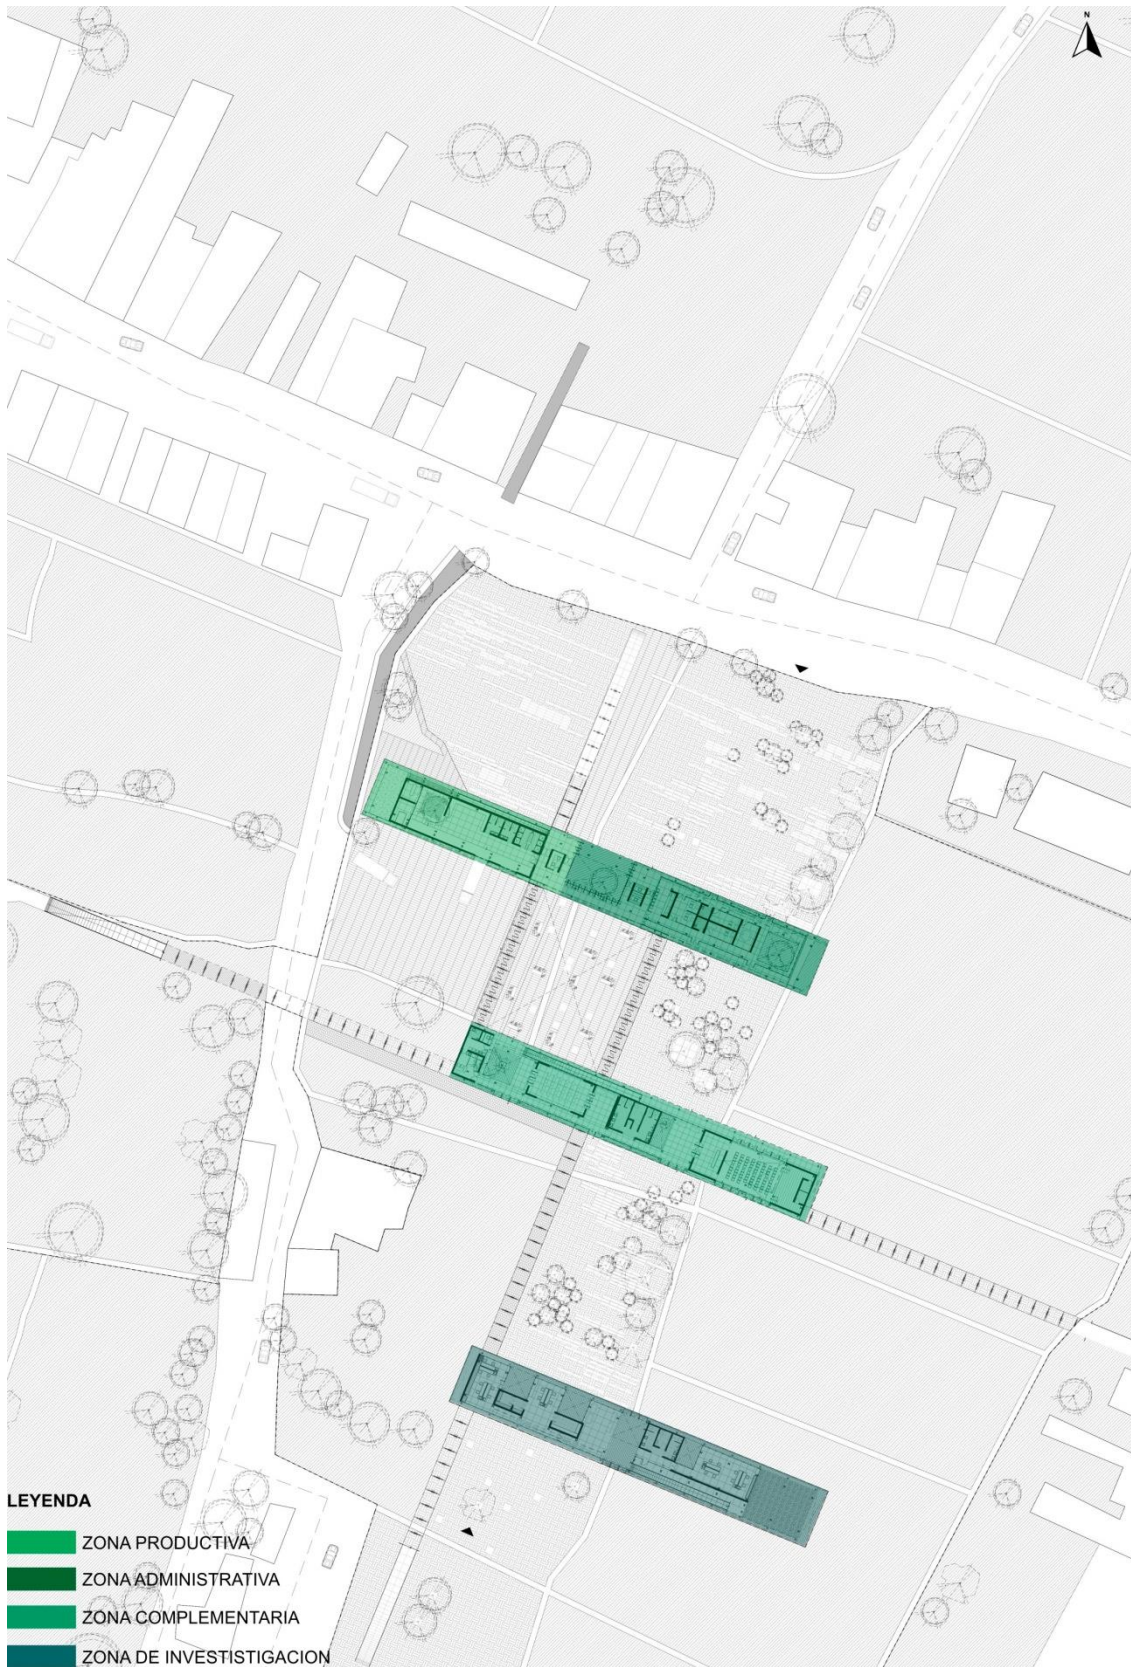 N
LEYENDA
ZONA PRODUCTIVA
ZONA ADMINISTRATIVA
ZONA COMPLEMENTARIA
ZONA DE INVESTISTIGACION